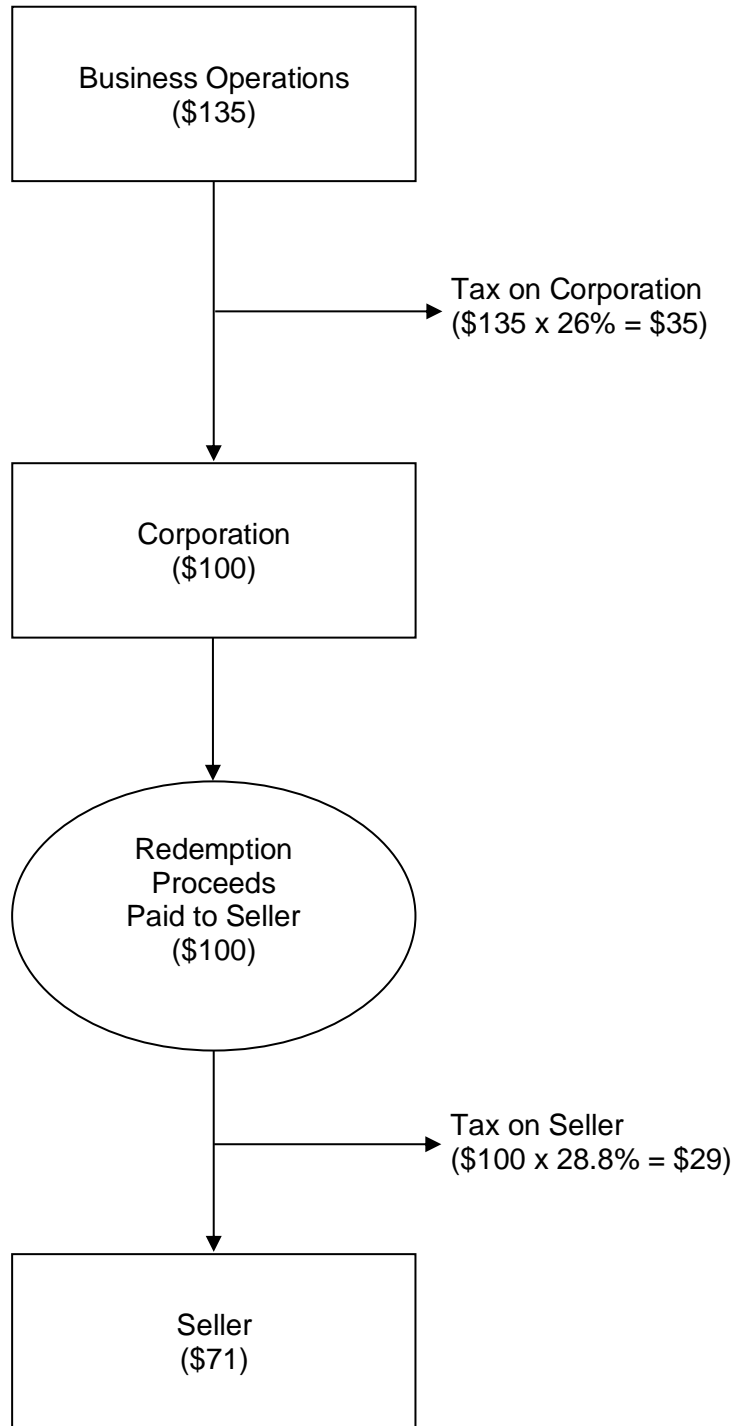 Business Operations
($135)
Tax on Corporation
($135 x 26% = $35)
Corporation
($100)
Redemption
Proceeds
Paid to Seller
($100)
Tax on Seller
($100 x 28.8% = $29)
Seller
($71)